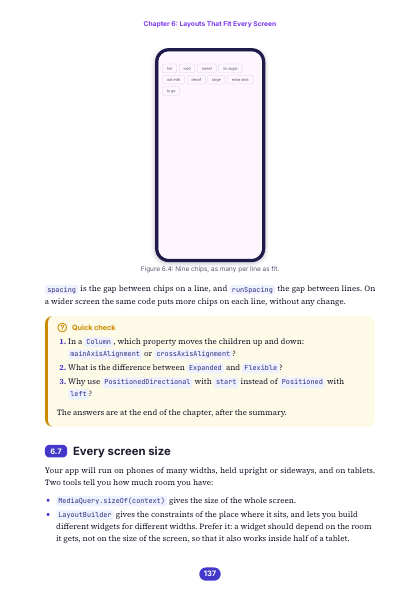 Chapter 6: Layouts That Fit Every Screen
hot
iced
sweet
no sugar
oat milk
decaf
large
extra shot
to go
Figure 6.4: Nine chips, as many per line as fit.
spacing is the gap between chips on a line, and runSpacing the gap between lines. On
a wider screen the same code puts more chips on each line, without any change.
Quick check
1. In a Column, which property moves the children up and down:
mainAxisAlignment or crossAxisAlignment?
2. What is the difference between Expanded and Flexible?
3. Why use PositionedDirectional with start instead of Positioned with
left?
The answers are at the end of the chapter, after the summary.
6.7 Every screen size
Your app will run on phones of many widths, held upright or sideways, and on tablets.
Two tools tell you how much room you have:
• MediaQuery.sizeOf(context) gives the size of the whole screen.
• LayoutBuilder gives the constraints of the place where it sits, and lets you build
different widgets for different widths. Prefer it: a widget should depend on the room
it gets, not on the size of the screen, so that it also works inside half of a tablet.
137